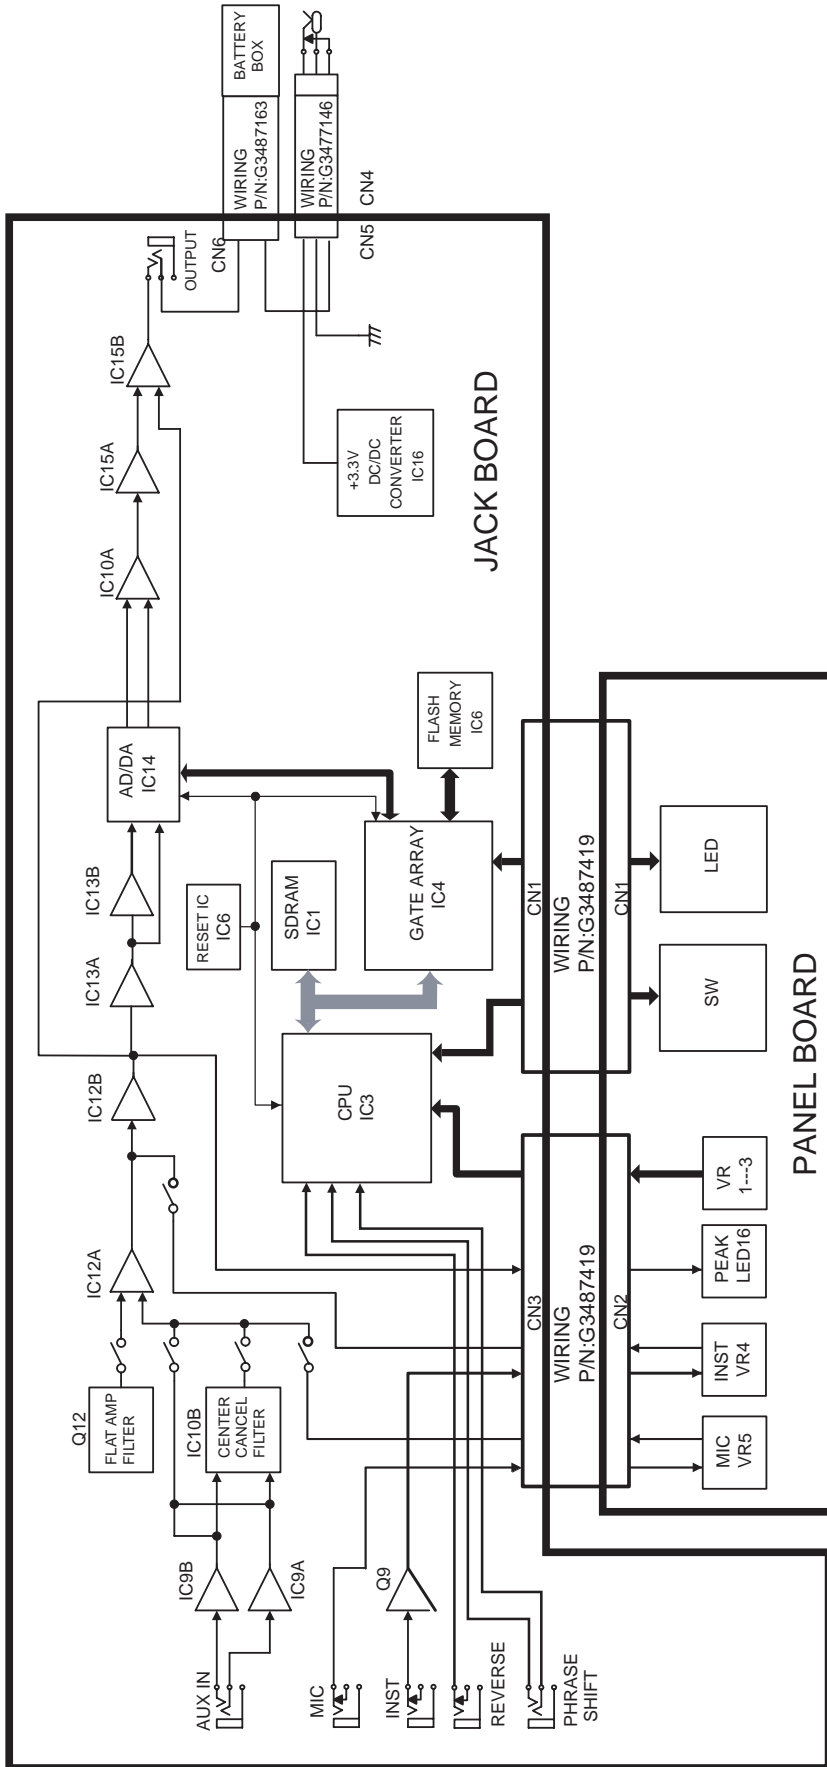 BATTERY
BOX
WIRING
P/N:G3487163
WIRING
P/N:G3477146
CN6
CN5
CN4
OUTPUT
IC15B
IC15A
IC10A
+3.3V
DC/DC
CONVERTER
IC16
JACK BOARD
AD/DA
IC14
FLASH
MEMORY
IC6
GATE ARRAY
IC4
IC13B
IC13A
RESET IC
IC6
SDRAM
IC1
CPU
IC3
IC12B
IC12A
CN1
WIRING
P/N:G3487419
CN1
LED
SW
PANEL BOARD
CN3
WIRING
P/N:G3487419
CN2
VR
1---3
PEAK
LED16
INST
VR4
MIC
VR5
Q12
FLAT AMP
FILTER
IC10B
CENTER
CANCEL
FILTER
IC9B
IC9A
Q9
AUX IN
MIC
INST
REVERSE
PHRASE
SHIFT